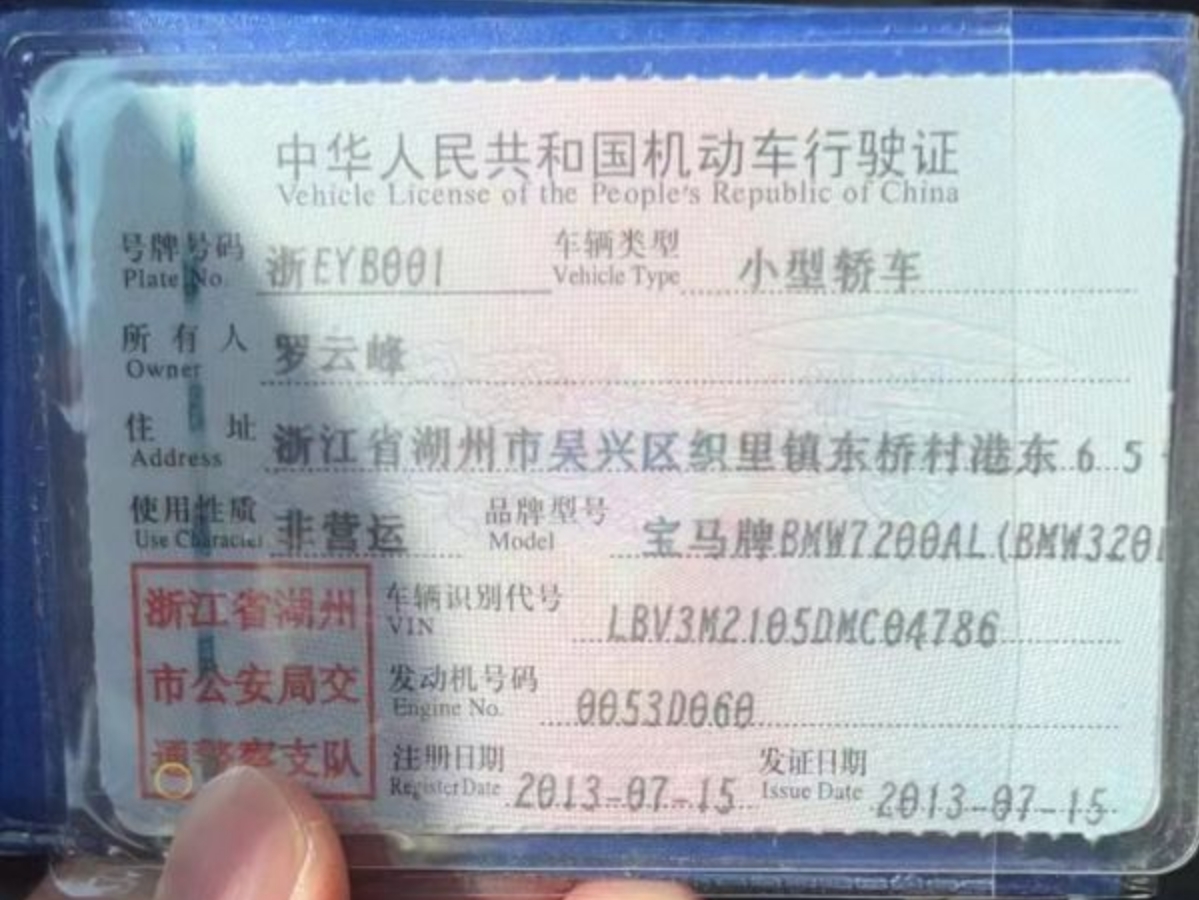 中华人民共和国机动车行驶证
Vehicle License of the People's Republic of China
号牌号码 浙EYB001 车辆类型 小型轿车
Plate No. Vehicle Type
所有人 罗云峰
Owner
住址 浙江省湖州市吴兴区织里镇东桥村港东65
Address
使用性质 非营运 品牌型号 宝马牌BMW7200AL(BMW320
Use Character Model
浙江省湖州
市公安局交
通警察支队
车辆识别代号 LBV3M2105DMC04786
VIN
发动机号码 0053D060
Engine No.
注册日期 2013-07-15 发证日期 2013-07-15
Register Date Issue Date